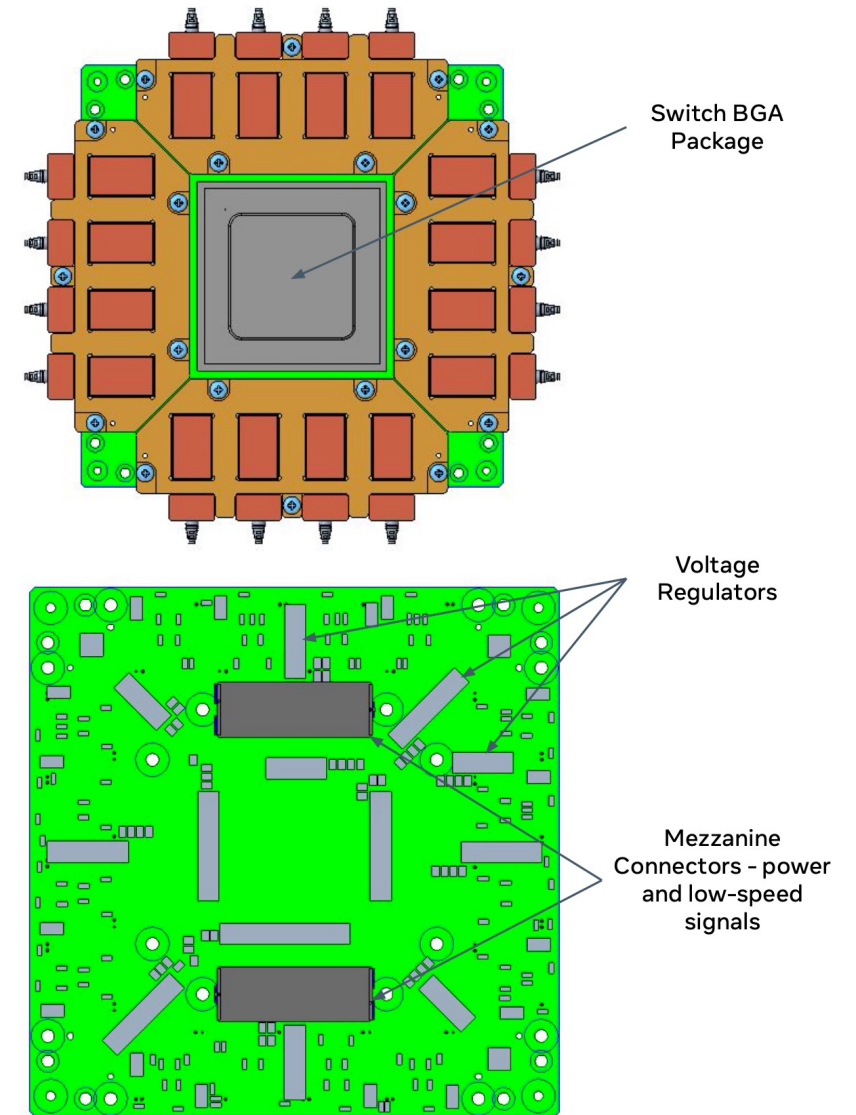 Switch BGA
Package
Voltage
Regulators
Mezzanine
Connectors - power
and low-speed
signals